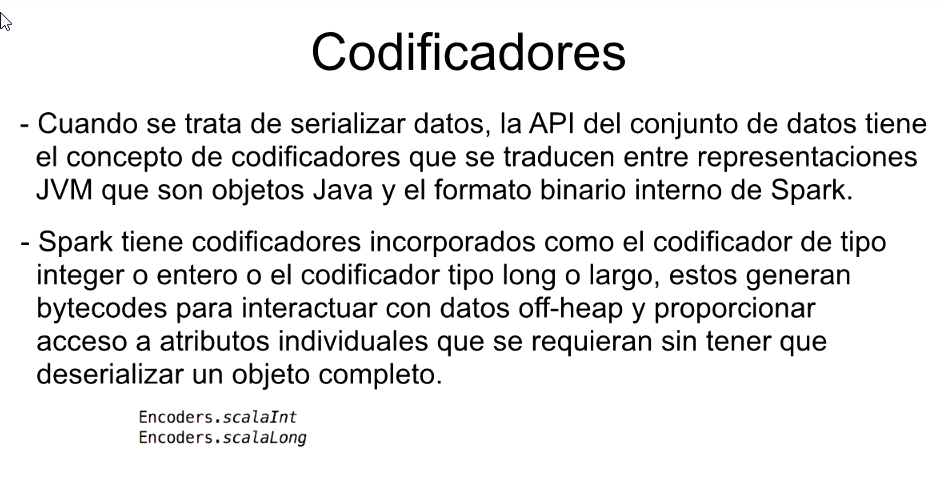 Codificadores
- Cuando se trata de serializar datos, la API del conjunto de datos tiene
el concepto de codificadores que se traducen entre representaciones
JVM que son objetos Java y el formato binario interno de Spark.
- Spark tiene codificadores incorporados como el codificador de tipo
integer o entero o el codificador tipo long o largo, estos generan
bytecodes para interactuar con datos off-heap y proporcionar
acceso a atributos individuales que se requieran sin tener que
deserializar un objeto completo.
Encoders.scalaInt
Encoders.scalaLong